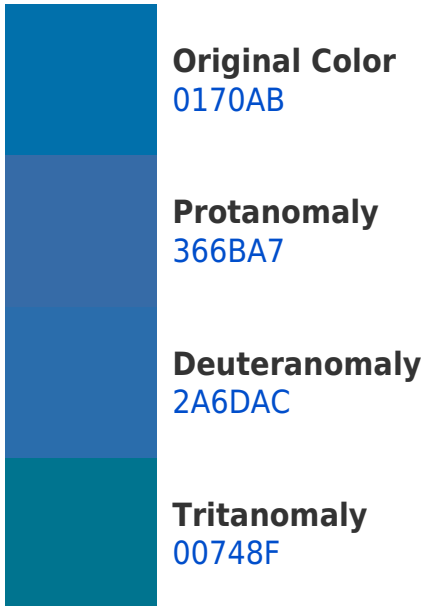 Original Color
0170AB
Protanomaly
366BA7
Deuteranomaly
2A6DAC
Tritanomaly
00748F